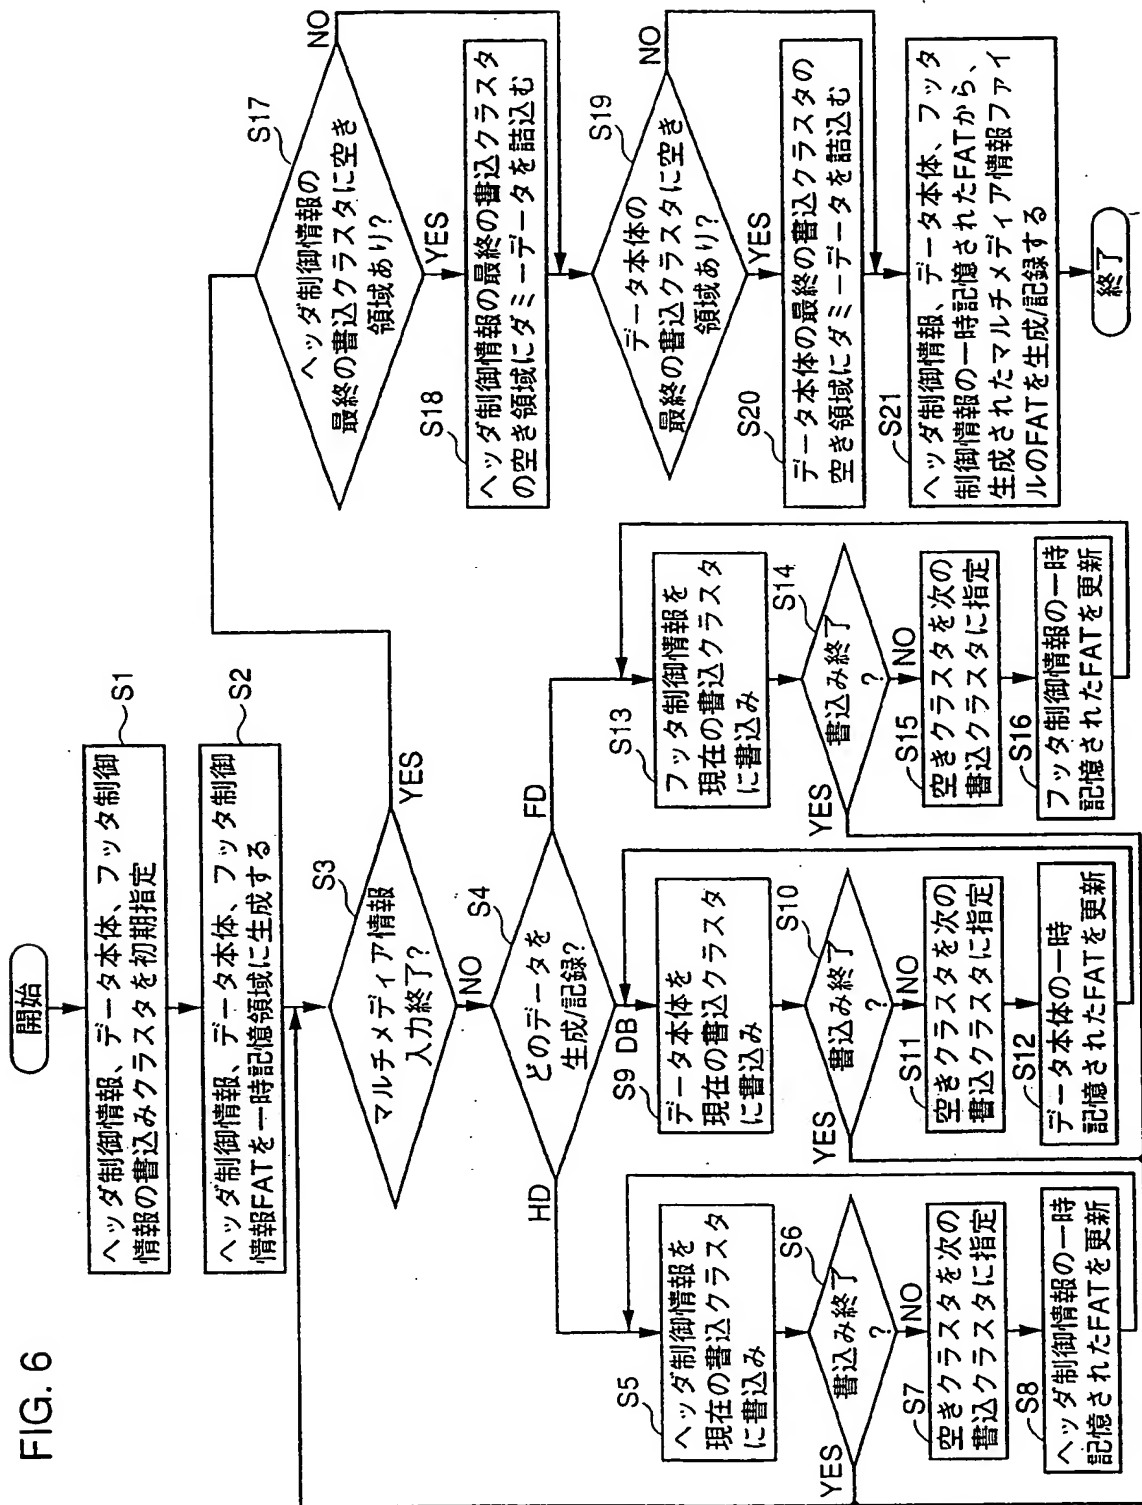 FIG. 6
開始
S1
ヘッダ制御情報、データ本体、フッタ制御
情報の書込みクラスタを初期指定
S2
ヘッダ制御情報、データ本体、フッタ制御
情報FATを一時記憶領域に生成する
S3
マルチメディア情報
入力終了?
YES
NO
S4
どのデータを
生成/記録?
HD
DB
FD
S5
ヘッダ制御情報を
現在の書込クラスタ
に書込み
S6
書込み終了
?
YES
NO
S7
空きクラスタを次の
書込クラスタに指定
S8
ヘッダ制御情報の一時
記憶されたFATを更新
S9
データ本体を
現在の書込クラスタ
に書込み
S10
書込み終了
?
YES
NO
S11
空きクラスタを次の
書込クラスタに指定
S12
データ本体の一時
記憶されたFATを更新
S13
フッタ制御情報を
現在の書込クラスタ
に書込み
S14
書込み終了
?
YES
NO
S15
空きクラスタを次の
書込クラスタに指定
S16
フッタ制御情報の一時
記憶されたFATを更新
S17
ヘッダ制御情報の
最終の書込クラスタに空き
領域あり?
NO
YES
S18
ヘッダ制御情報の最終の書込クラスタ
の空き領域にダミーデータを詰込む
S19
データ本体の
最終の書込クラスタに空き
領域あり?
NO
YES
S20
データ本体の最終の書込クラスタの
空き領域にダミーデータを詰込む
S21
ヘッダ制御情報、データ本体、フッタ
制御情報の一時記憶されたFATから、
生成されたマルチメディア情報ファイ
ルのFATを生成/記録する
終了